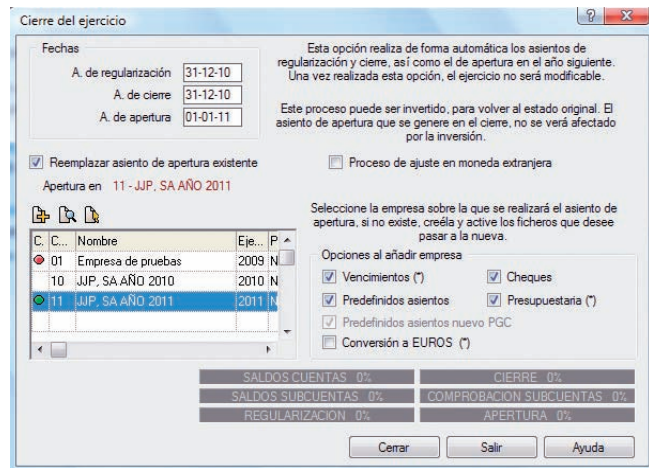 Cierre del ejercicio
Fechas
A. de regularización 31-12-10
A. de cierre 31-12-10
A. de apertura 01-01-11
Esta opción realiza de forma automática los asientos de
regularización y cierre, así como el de apertura en el año siguiente.
Una vez realizada esta opción, el ejercicio no será modificable.
Este proceso puede ser invertido, para volver al estado original. El
asiento de apertura que se genere en el cierre, no se verá afectado
por la inversión.
Reemplazar asiento de apertura existente
Proceso de ajuste en moneda extranjera
Apertura en 11 - JJP, SA AÑO 2011
Seleccione la empresa sobre la que se realizará el asiento de
apertura, si no existe, creéla y active los ficheros que desee
pasar a la nueva.
C. C... Nombre Eje... P
01 Empresa de pruebas 2009 N
10 JJP, SA AÑO 2010 2010 N
11 JJP, SA AÑO 2011 2011 N
Opciones al añadir empresa
Vencimientos (*) Cheques
Predefinidos asientos Presupuestaria (*)
Predefinidos asientos nuevo PGC
Conversión a EUROS (*)
SALDOS CUENTAS 0% CIERRE 0%
SALDOS SUBCUENTAS 0% COMPROBACION SUBCUENTAS 0%
REGULARIZACION 0% APERTURA 0%
Cerrar Salir Ayuda